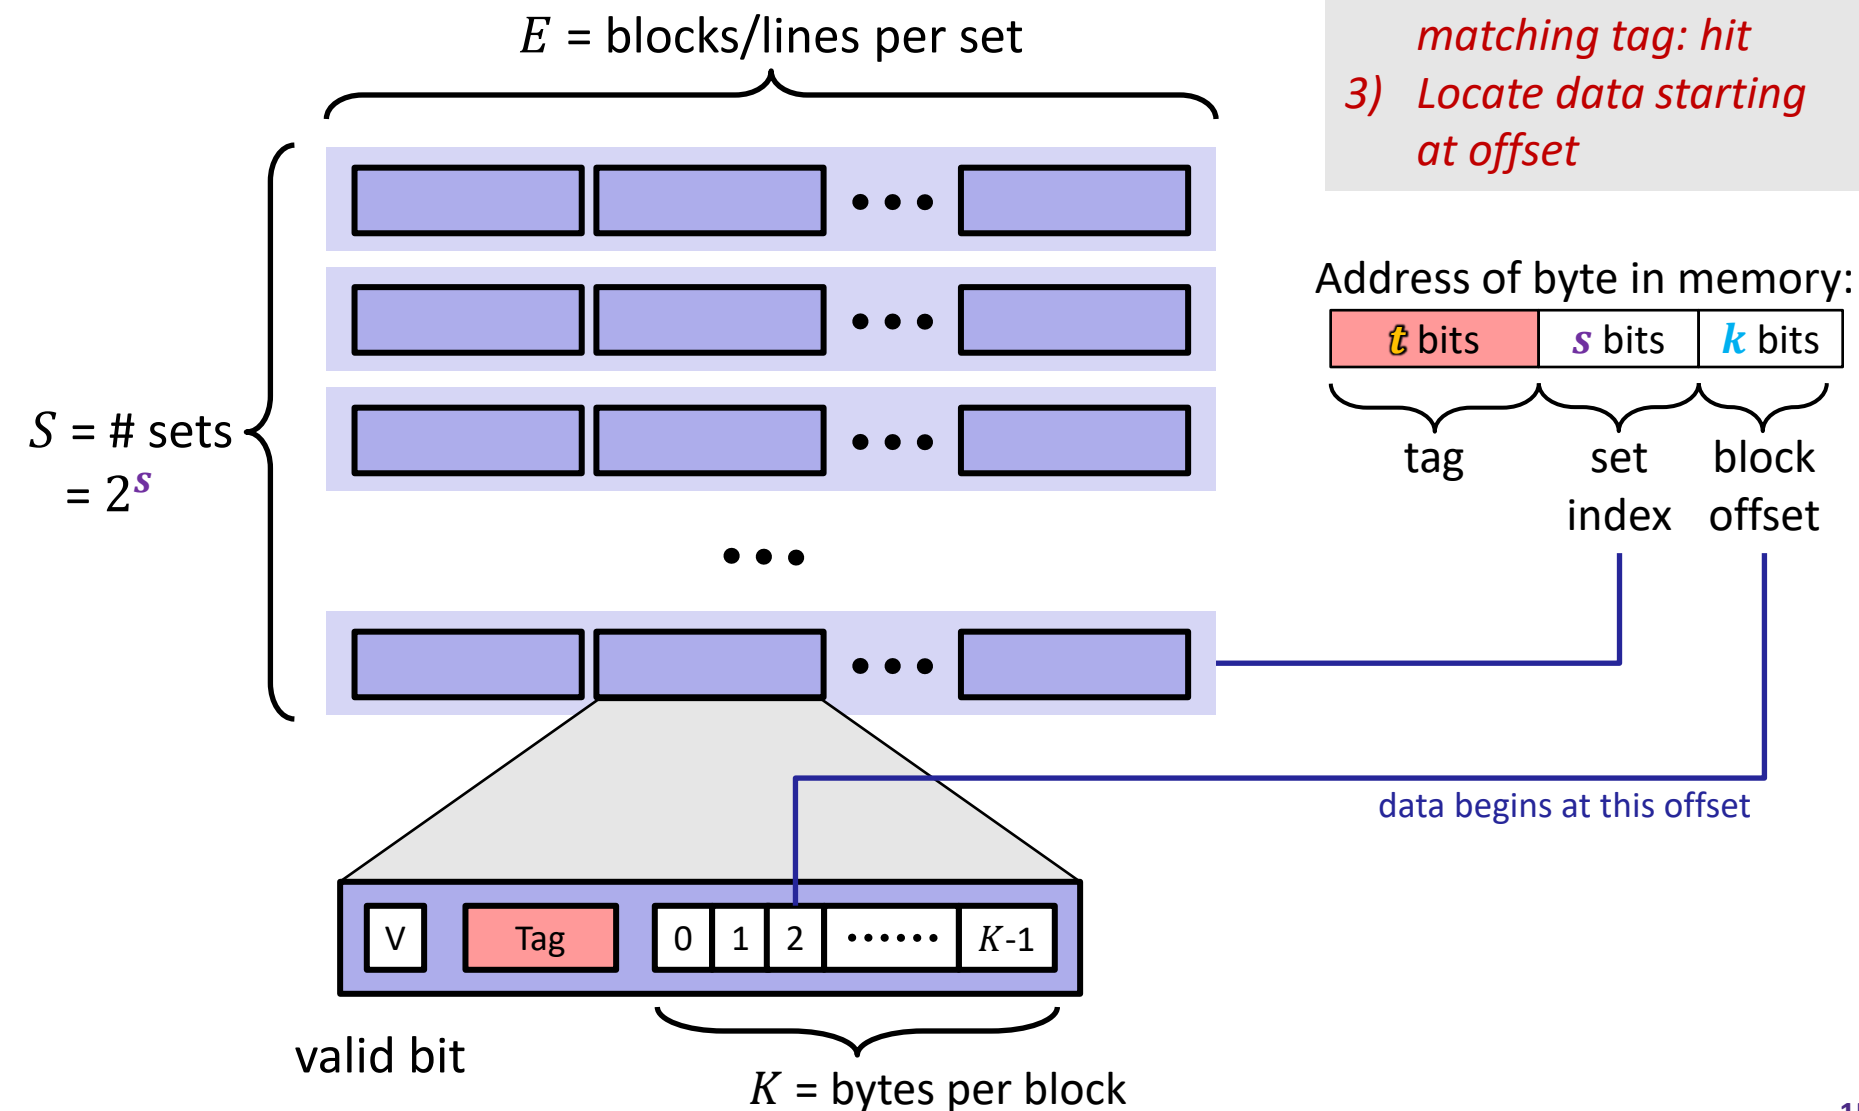 E = blocks/lines per set
matching tag: hit
3) Locate data starting
at offset
S = # sets
= 2^s
Address of byte in memory:
t bits s bits k bits
tag set block
index offset
data begins at this offset
V Tag 0 1 2 K-1
valid bit
K = bytes per block